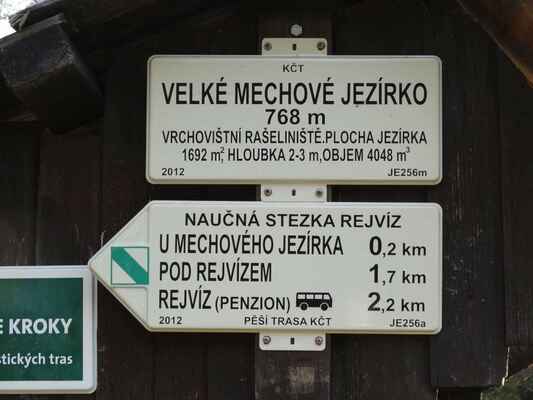 KČT
VELKÉ MECHOVÉ JEZÍRKO
768 m
VRCHOVIŠTNÍ RAŠELINIŠTĚ.PLOCHA JEZÍRKA
1692 m², HLOUBKA 2-3 m,OBJEM 4048 m³
2012 JE256m
NAUČNÁ STEZKA REJVÍZ
U MECHOVÉHO JEZÍRKA 0,2 km
POD REJVÍZEM 1,7 km
REJVÍZ (PENZION) 2,2 km
2012 PĚŠÍ TRASA KČT JE256a
E KROKY
stických tras